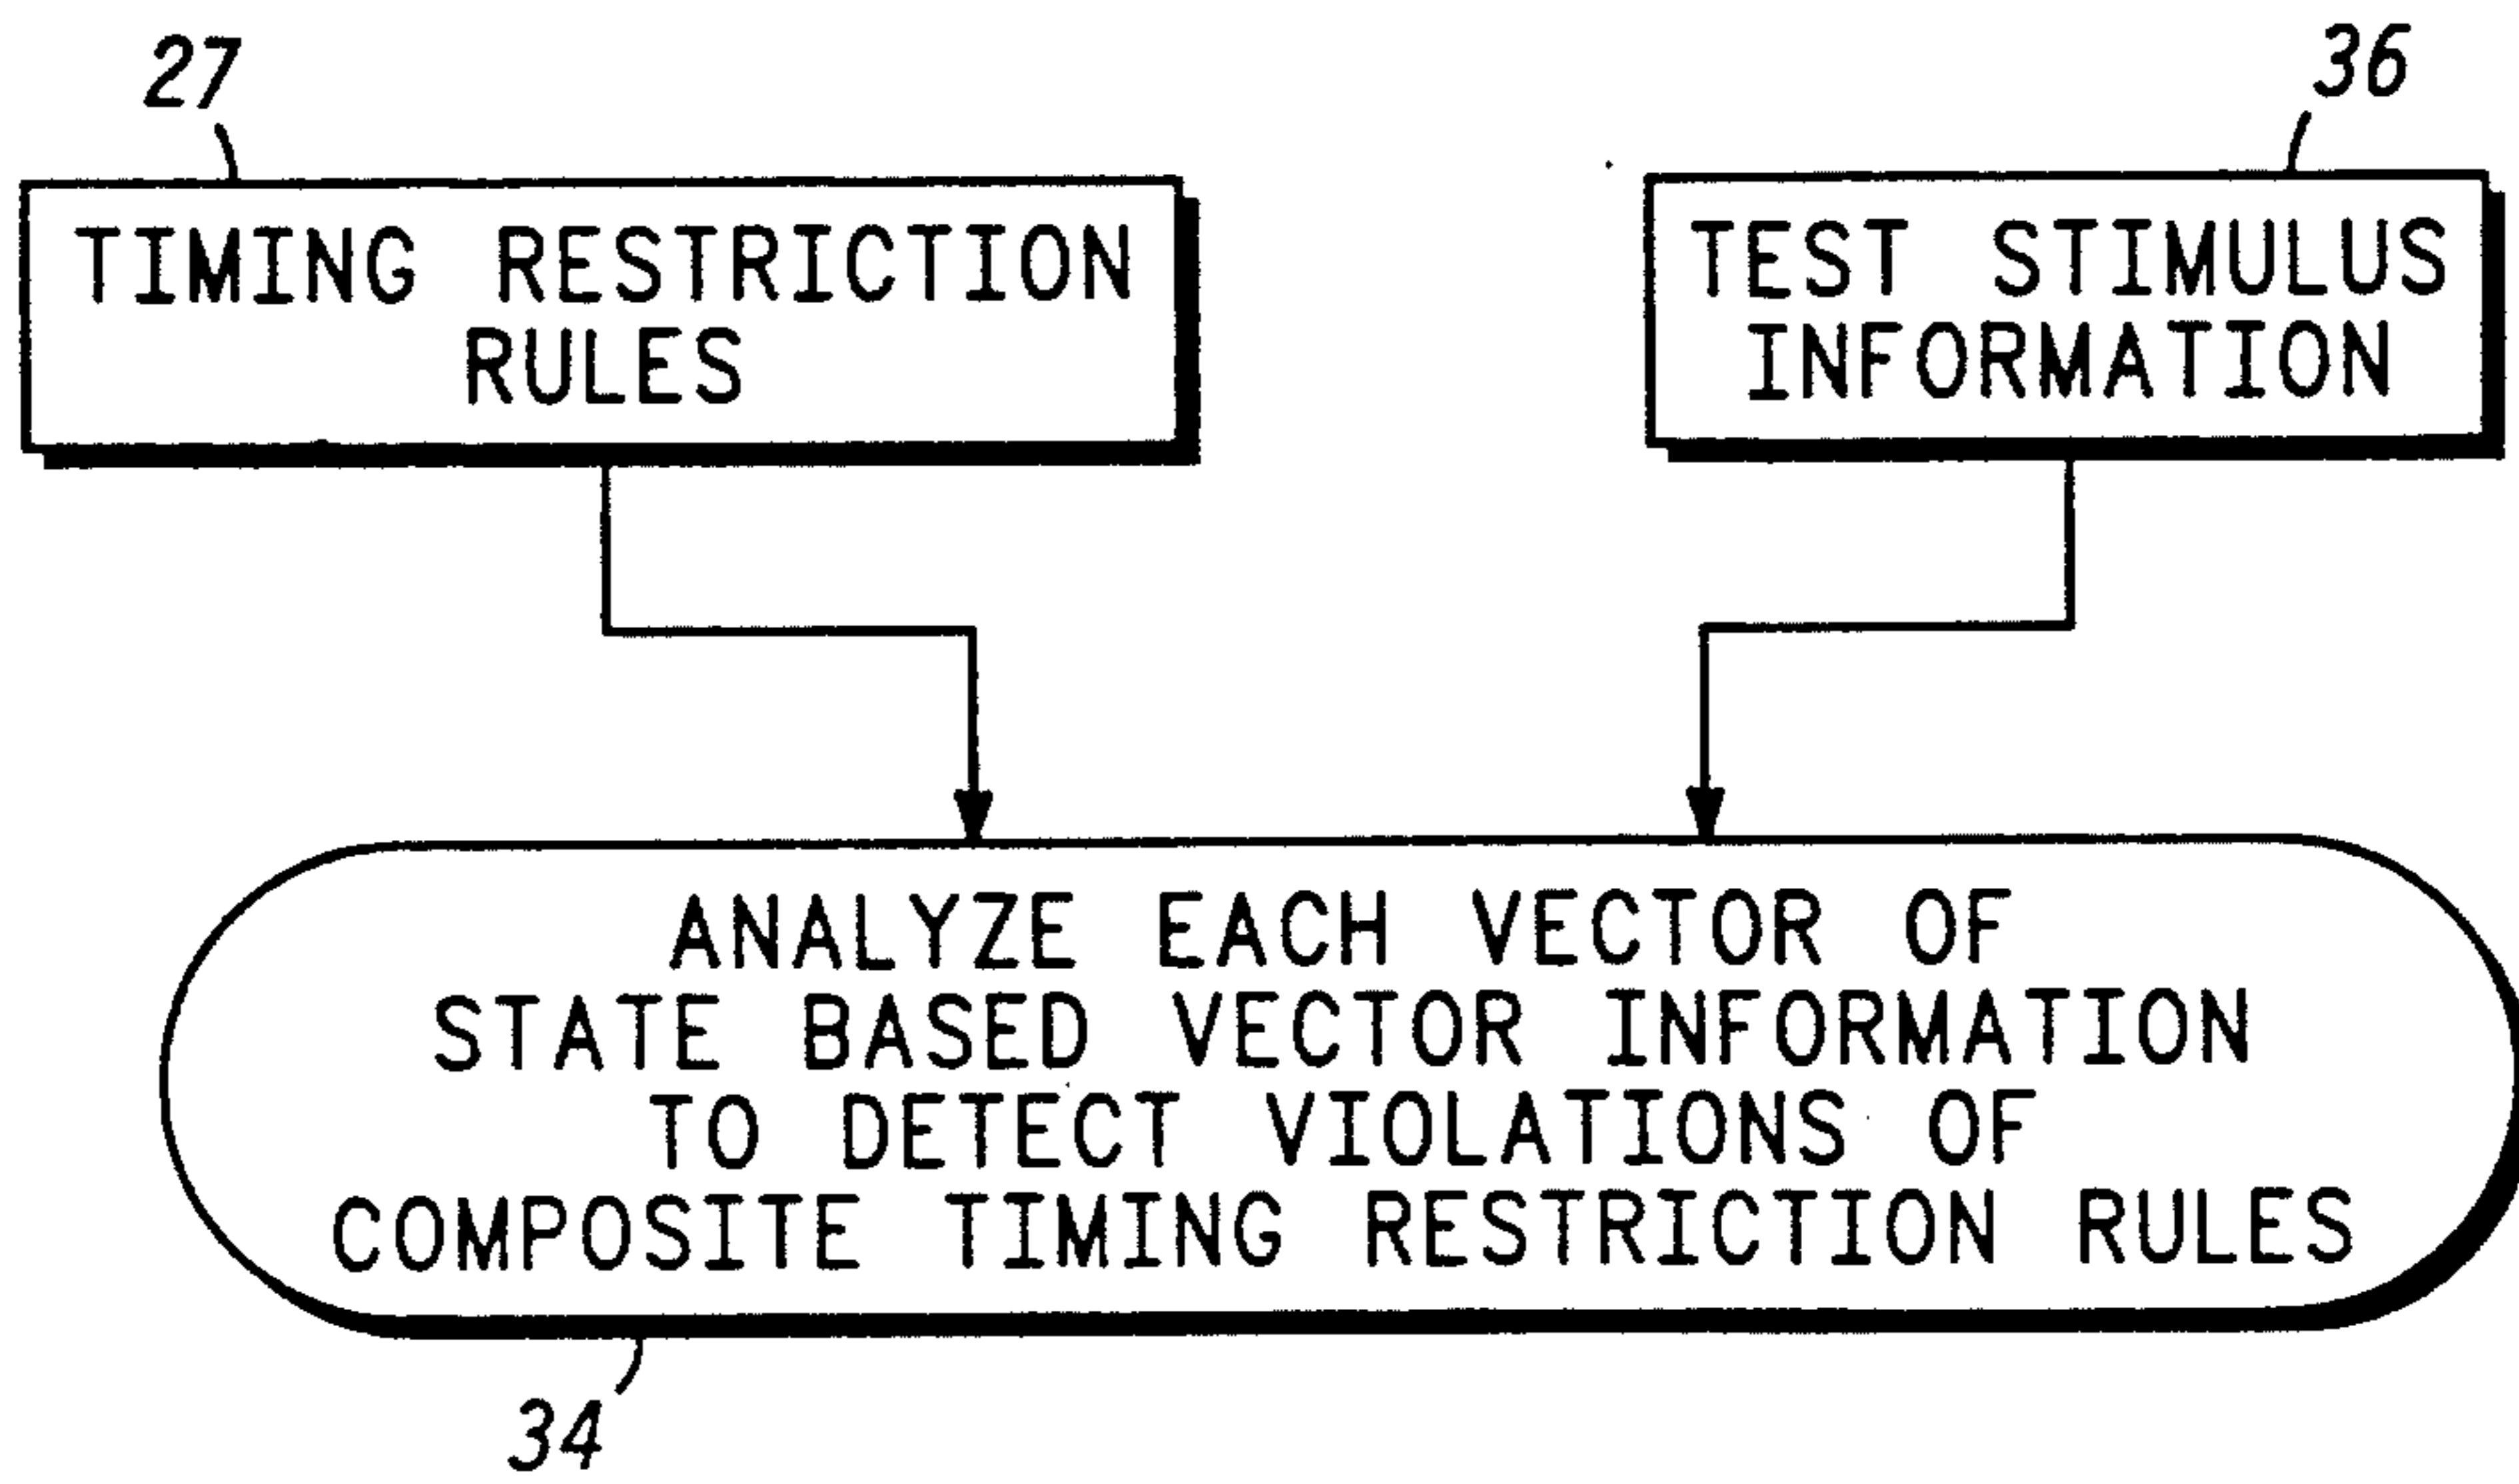 27
36
TIMING RESTRICTION
RULES
TEST STIMULUS
INFORMATION
ANALYZE EACH VECTOR OF
STATE BASED VECTOR INFORMATION
TO DETECT VIOLATIONS OF
COMPOSITE TIMING RESTRICTION RULES
34